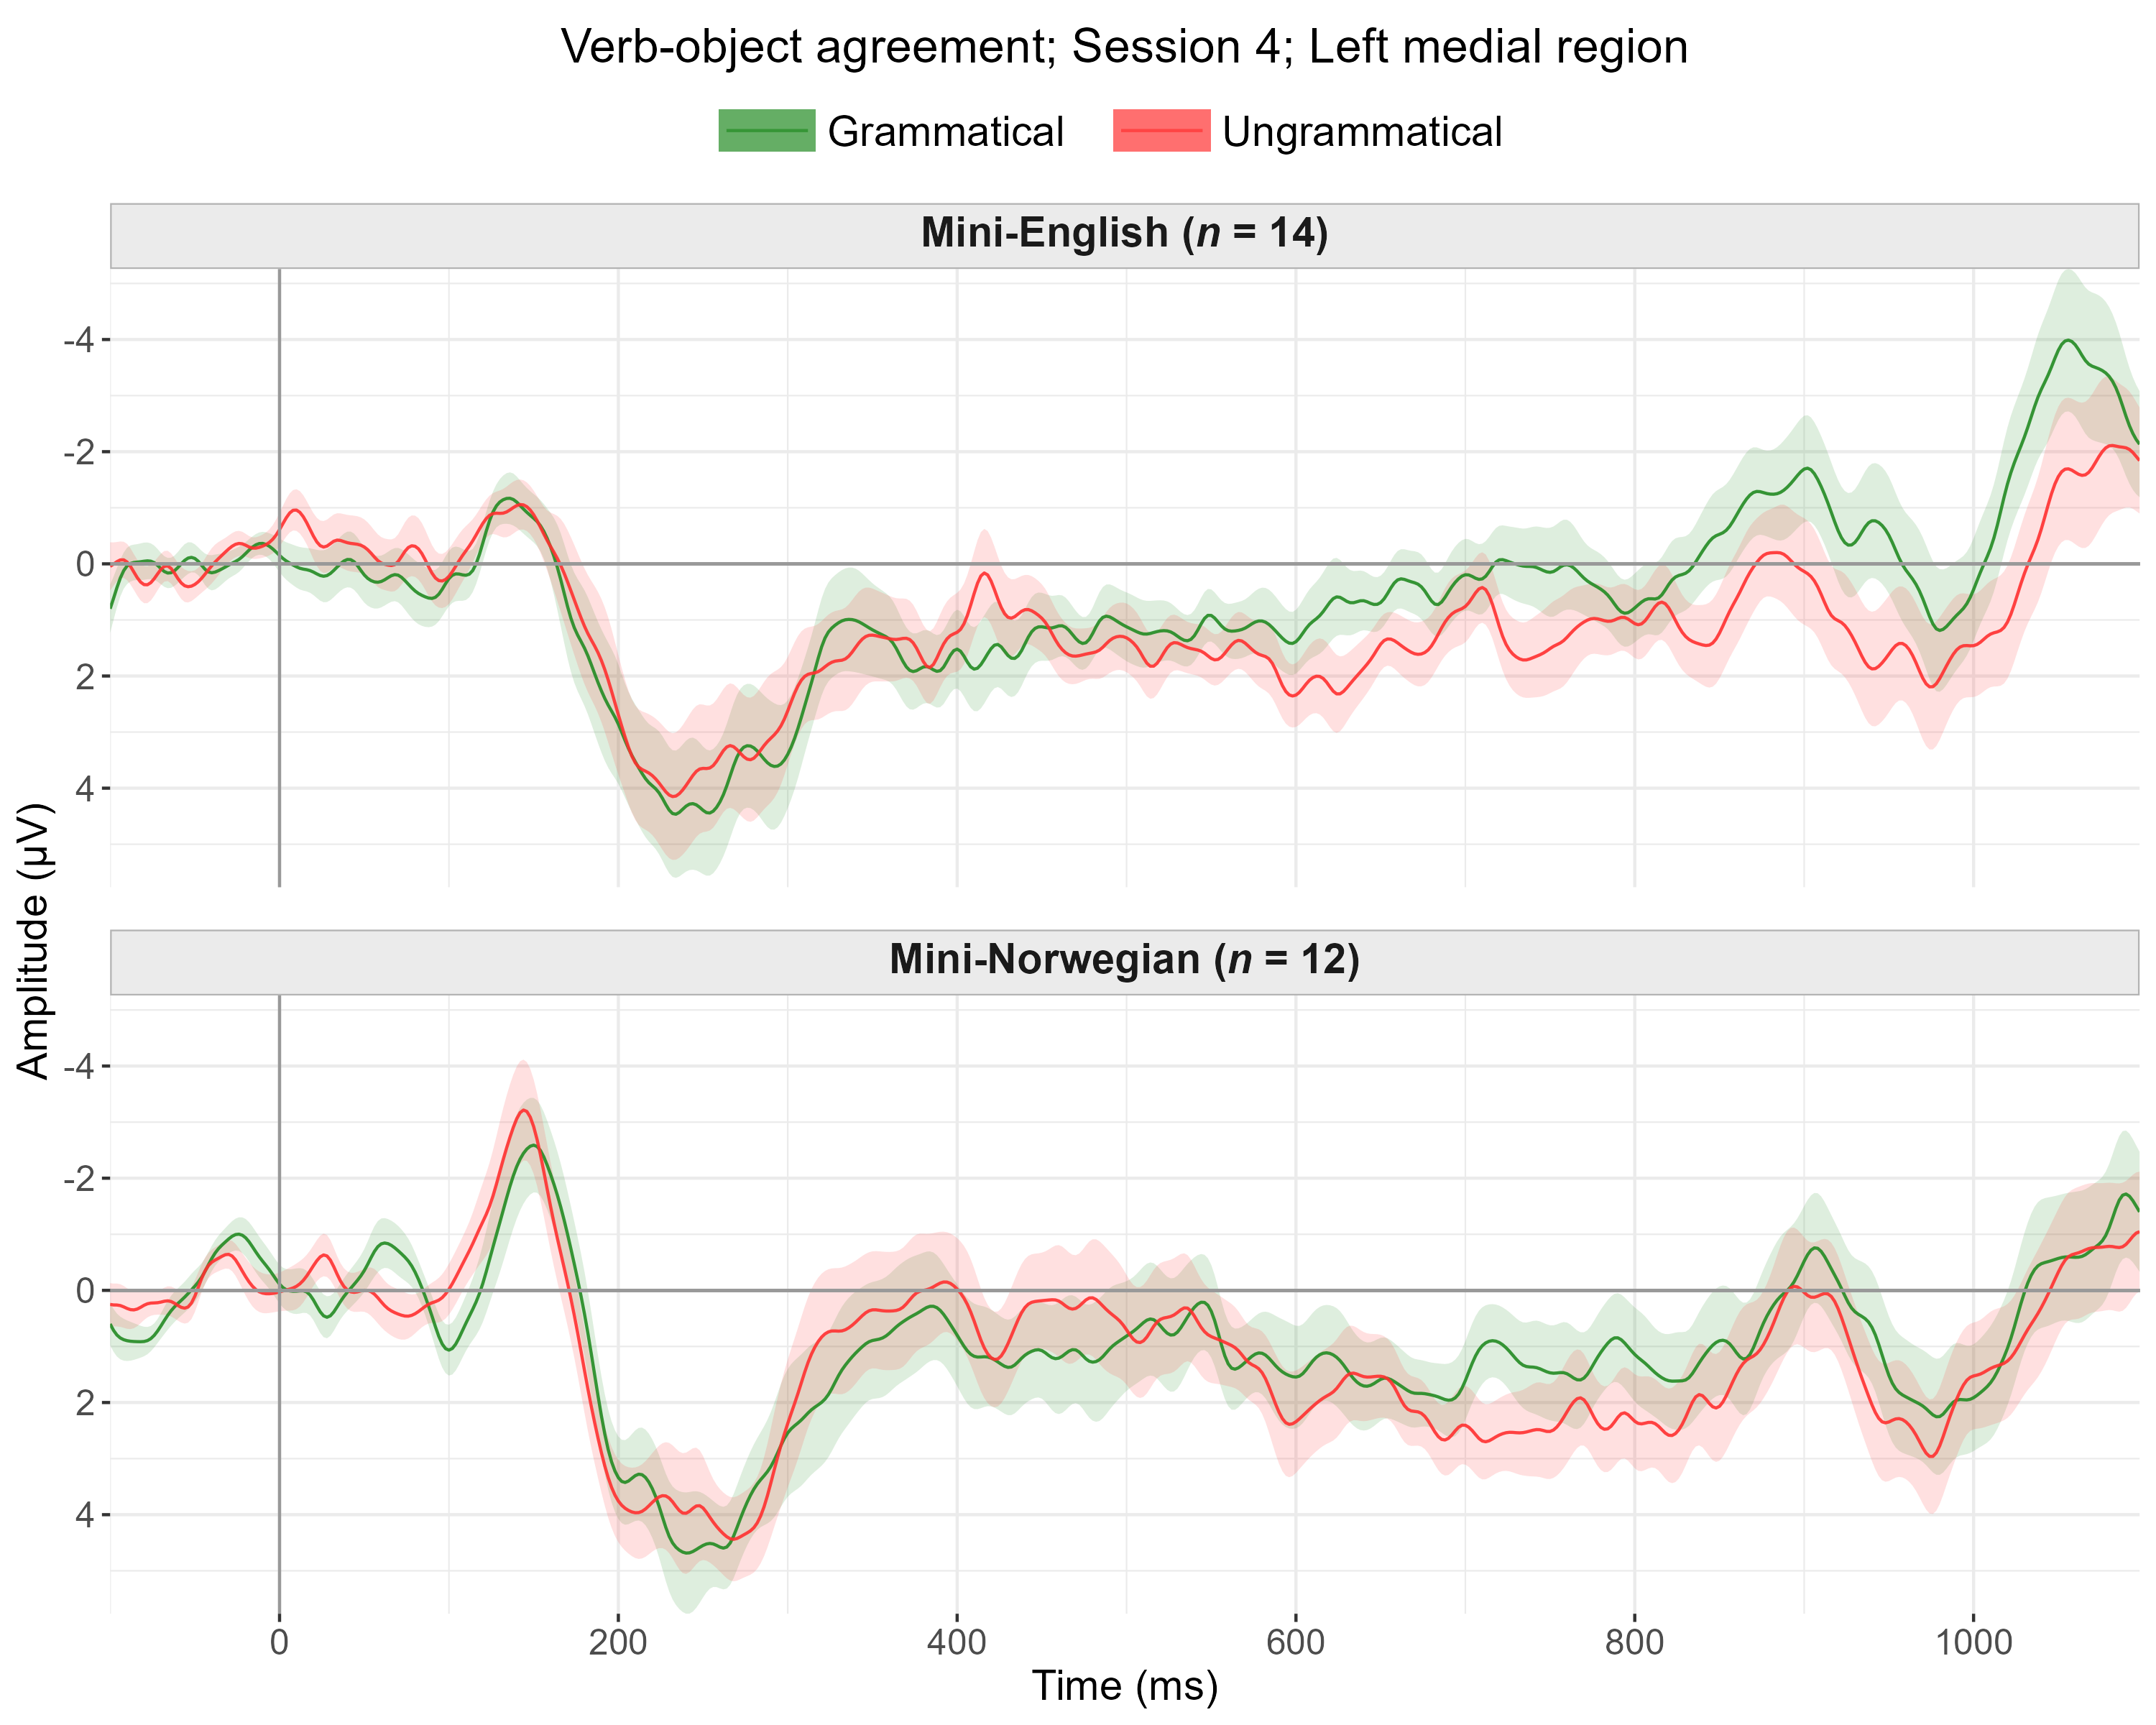 Verb-object agreement; Session 4; Left medial region
Grammatical Ungrammatical
Mini-English (n = 14)
-4
-2
0
2
4
Amplitude (µV)
Mini-Norwegian (n = 12)
-4
-2
0
2
4
0 200 400 600 800 1000
Time (ms)